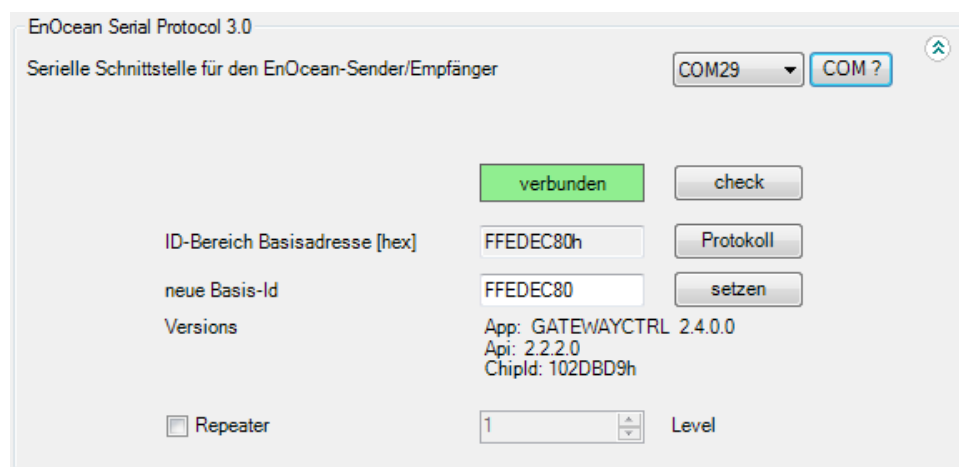 EnOcean Serial Protocol 3.0
Serielle Schnittstelle für den EnOcean-Sender/Empfänger COM29 COM ?
verbunden check
ID-Bereich Basisadresse [hex] FFEDEC80h Protokoll
neue Basis-Id FFEDEC80 setzen
Versions App: GATEWAYCTRL 2.4.0.0
Api: 2.2.2.0
ChipId: 102DBD9h
Repeater 1 Level